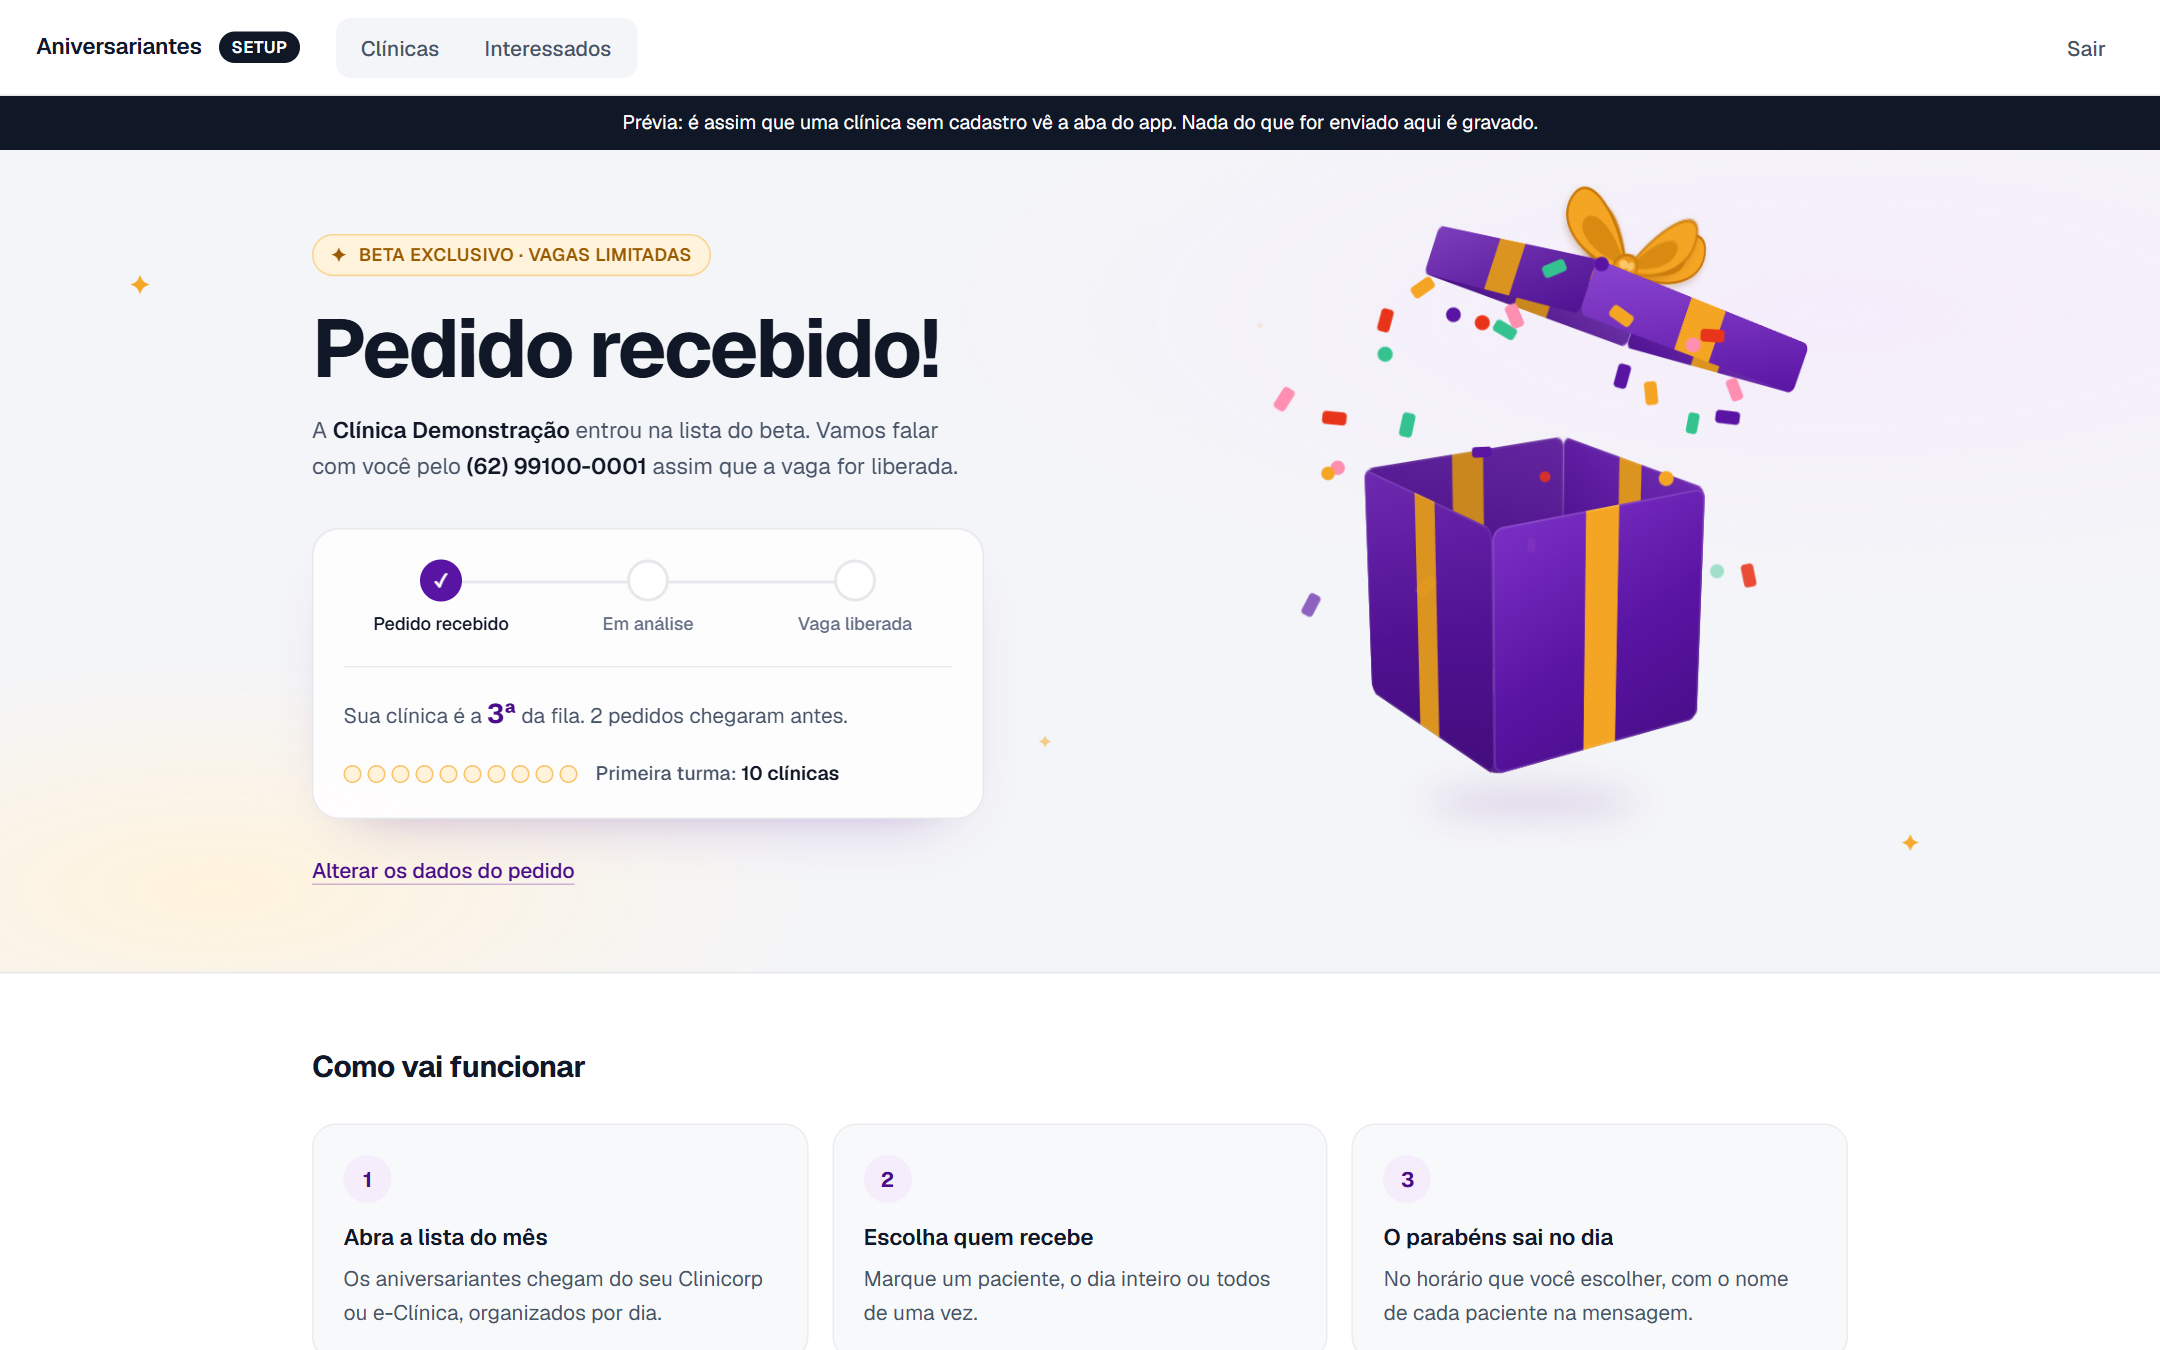 Aniversariantes SETUP Clínicas Interessados Sair
Prévia: é assim que uma clínica sem cadastro vê a aba do app. Nada do que for enviado aqui é gravado.
✦ BETA EXCLUSIVO · VAGAS LIMITADAS
Pedido recebido!
A Clínica Demonstração entrou na lista do beta. Vamos falar
com você pelo (62) 99100-0001 assim que a vaga for liberada.
Pedido recebido Em análise Vaga liberada
Sua clínica é a 3ª da fila. 2 pedidos chegaram antes.
Primeira turma: 10 clínicas
Alterar os dados do pedido
Como vai funcionar
1
Abra a lista do mês
Os aniversariantes chegam do seu Clinicorp
ou e-Clínica, organizados por dia.
2
Escolha quem recebe
Marque um paciente, o dia inteiro ou todos
de uma vez.
3
O parabéns sai no dia
No horário que você escolher, com o nome
de cada paciente na mensagem.